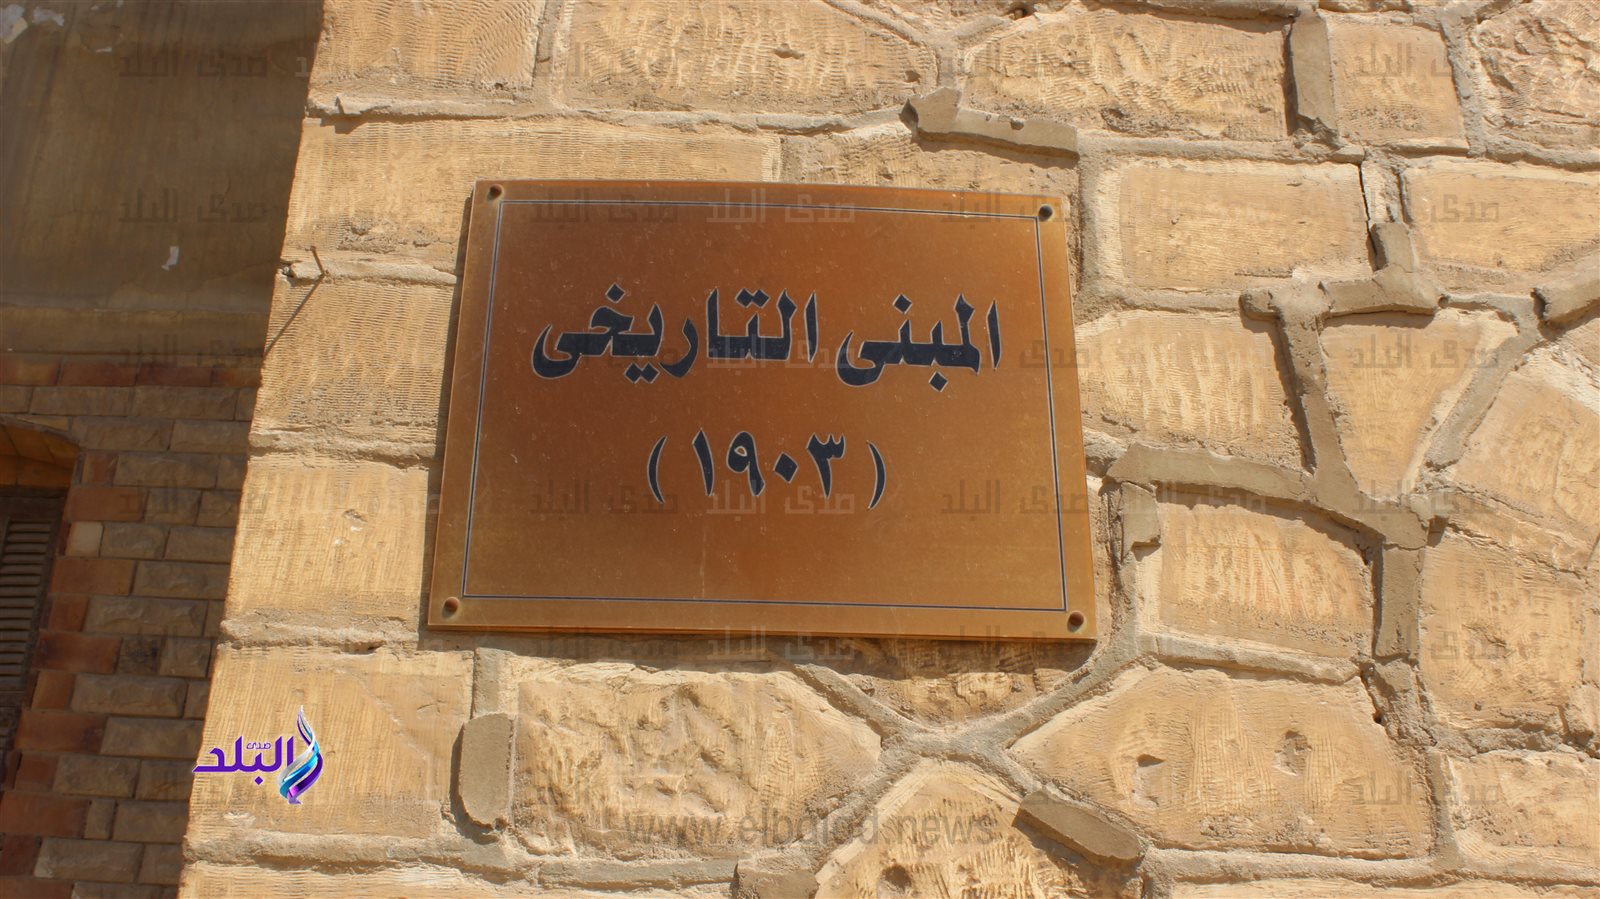 المبنى التاريخى
(١٩٠٣)
صدى البلد
www.elbalad.news